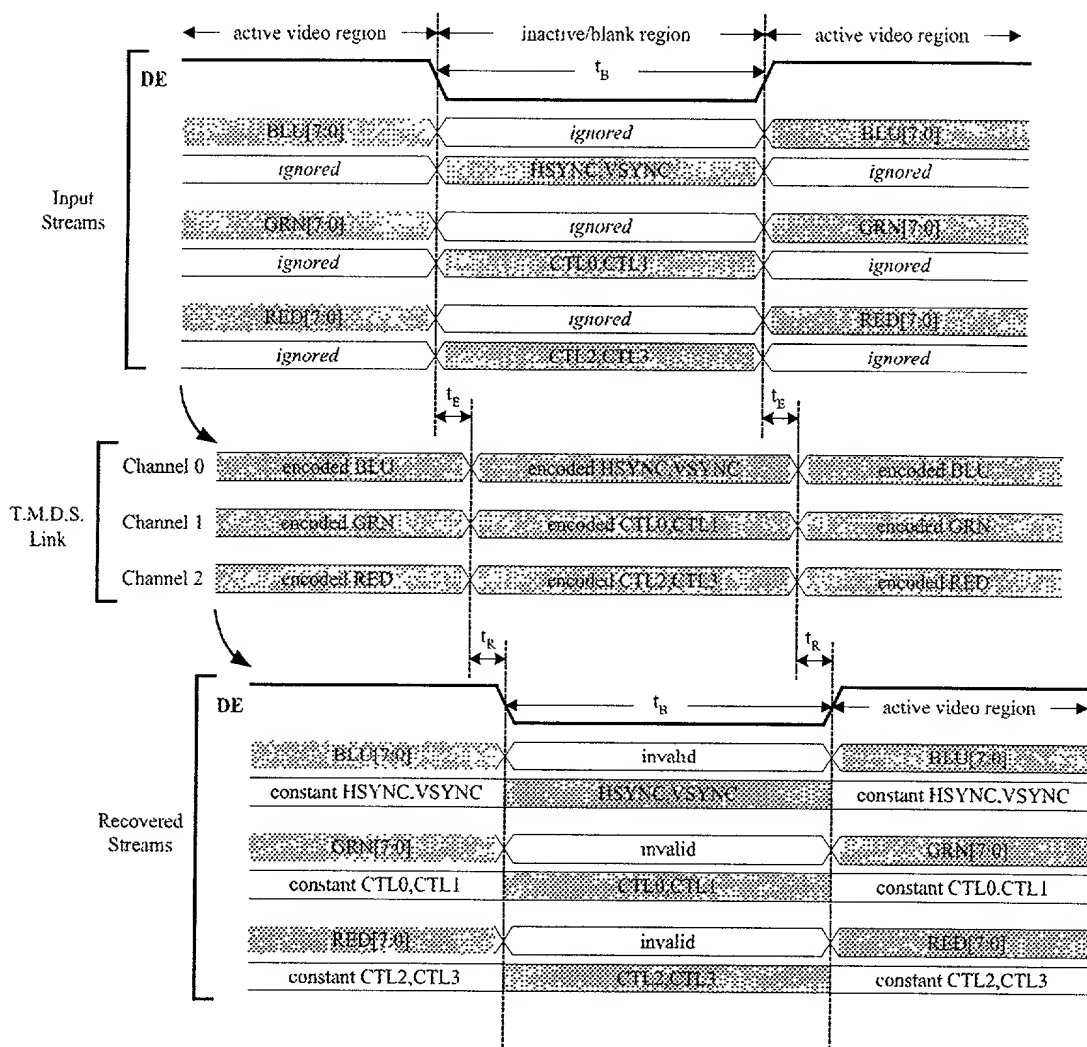 active video region inactive/blank region active video region
t_B
DE
BLU[7:0] ignored BLU[7:0]
ignored HSYNC,VSYNC ignored
Input
Streams
GRN[7:0] ignored GRN[7:0]
ignored CTL0,CTL1 ignored
RED[7:0] ignored RED[7:0]
ignored CTL2,CTL3 ignored
t_E t_E
T.M.D.S.
Link
Channel 0 encoded BLU encoded HSYNC,VSYNC encoded BLU
Channel 1 encoded GRN encoded CTL0,CTL1 encoded GRN
Channel 2 encoded RED encoded CTL2,CTL3 encoded RED
t_R t_R
DE t_B active video region
BLU[7:0] invalid BLU[7:0]
constant HSYNC,VSYNC HSYNC,VSYNC constant HSYNC,VSYNC
Recovered
Streams
GRN[7:0] invalid GRN[7:0]
constant CTL0,CTL1 CTL0,CTL1 constant CTL0,CTL1
RED[7:0] invalid RED[7:0]
constant CTL2,CTL3 CTL2,CTL3 constant CTL2,CTL3